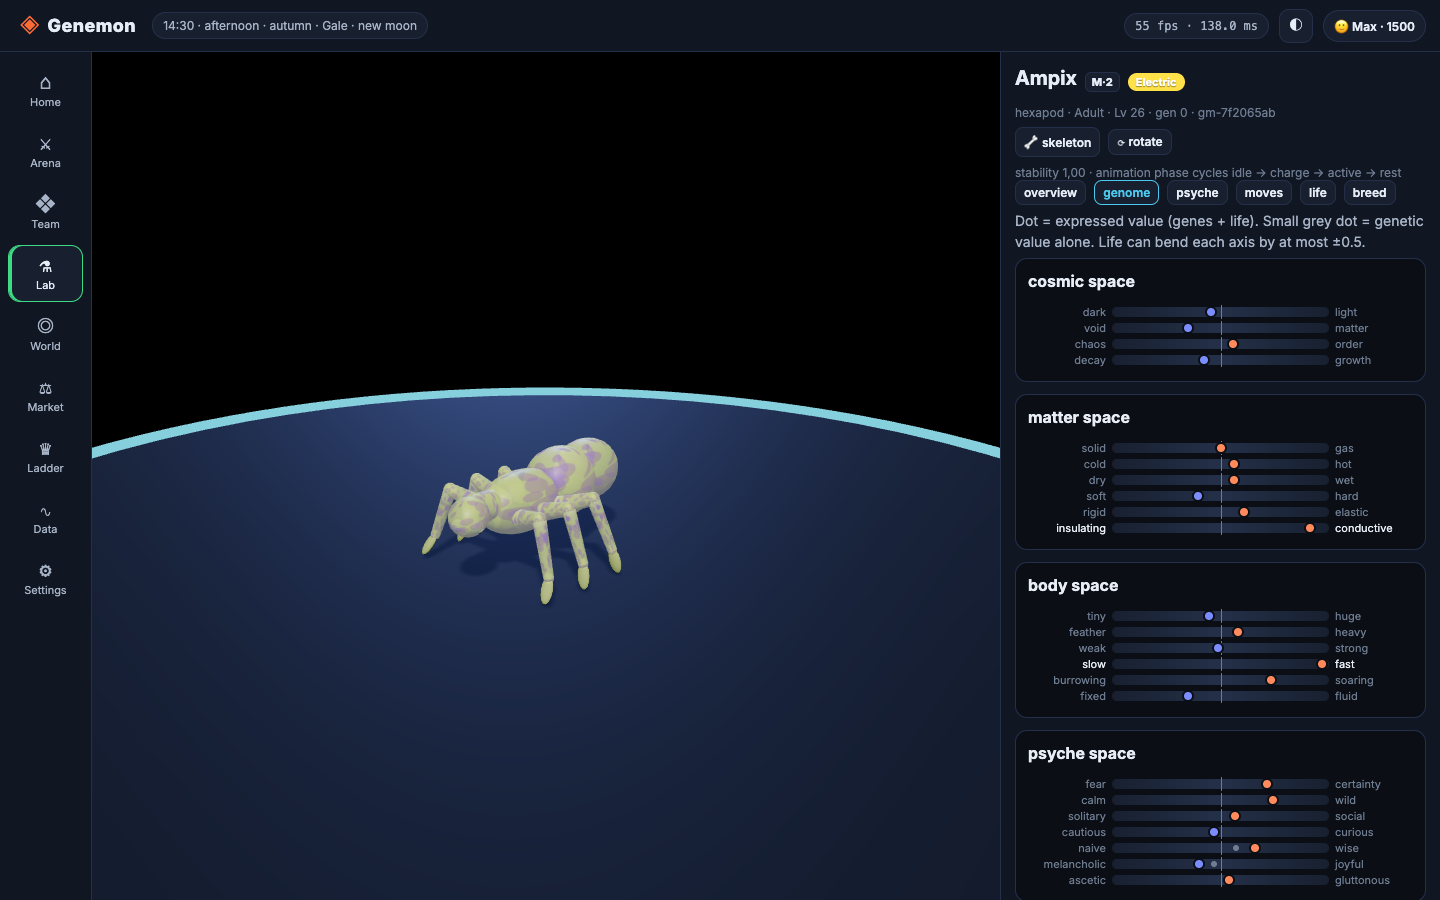 Genemon
14:30 · afternoon · autumn · Gale · new moon
55 fps · 138.0 ms
Max · 1500
Home
Arena
Team
Lab
World
Market
Ladder
Data
Settings
Ampix M·2 Electric
hexapod · Adult · Lv 26 · gen 0 · gm-7f2065ab
skeleton rotate
stability 1,00 · animation phase cycles idle → charge → active → rest
overview genome psyche moves life breed
Dot = expressed value (genes + life). Small grey dot = genetic
value alone. Life can bend each axis by at most ±0.5.
cosmic space
dark light
void matter
chaos order
decay growth
matter space
solid gas
cold hot
dry wet
soft hard
rigid elastic
insulating conductive
body space
tiny huge
feather heavy
weak strong
slow fast
burrowing soaring
fixed fluid
psyche space
fear certainty
calm wild
solitary social
cautious curious
naive wise
melancholic joyful
ascetic gluttonous